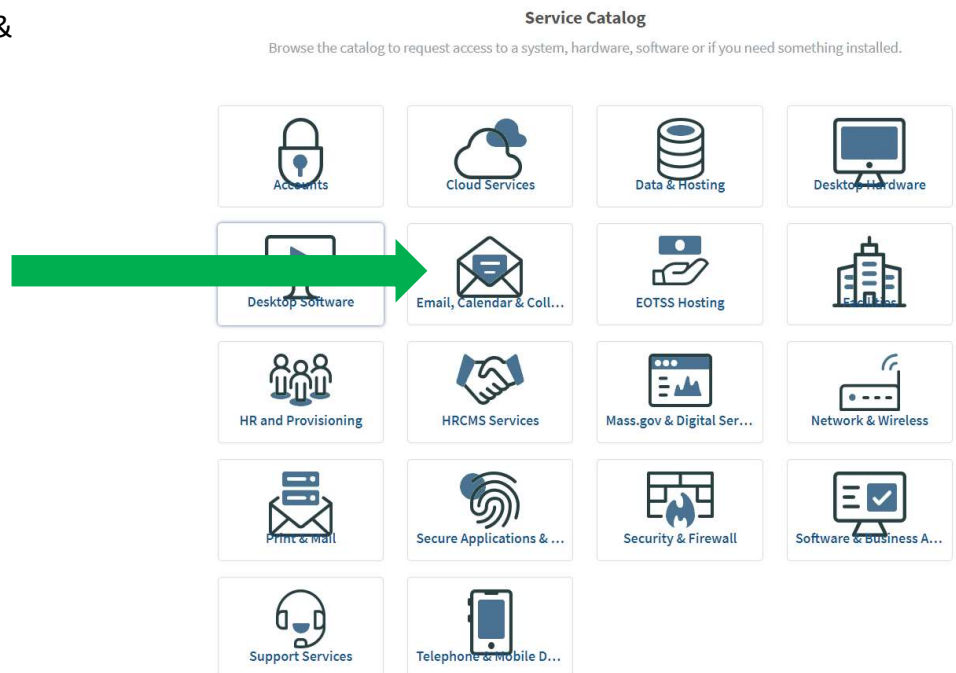 &
Service Catalog
Browse the catalog to request access to a system, hardware, software or if you need something installed.
Accounts
Cloud Services
Data & Hosting
Desktop Hardware
Desktop Software
Email, Calendar & Coll...
EOTSS Hosting
Facilities
HR and Provisioning
HRCMS Services
Mass.gov & Digital Ser...
Network & Wireless
Print & Mail
Secure Applications & ...
Security & Firewall
Software & Business A...
Support Services
Telephone & Mobile D...